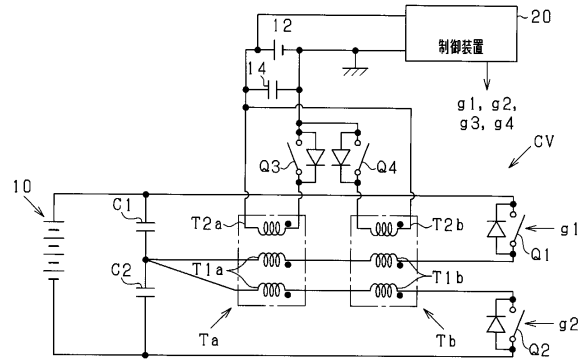 12
20
制御装置
14
g1, g2,
g3, g4
Q3
Q4
CV
10
C1
T2a
T2b
g1
Q1
C2
T1a
T1b
g2
Q2
Ta
Tb